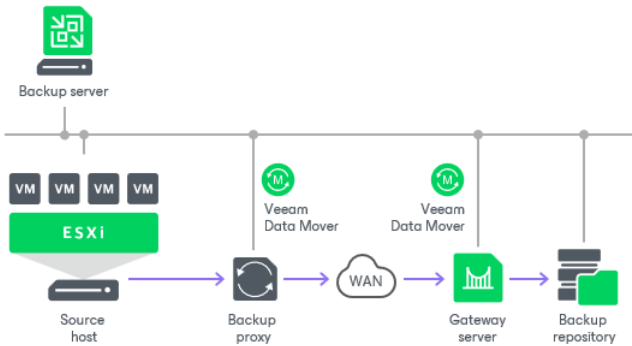 Backup server
VM VM VM VM
M
M
Veeam
Data Mover
Veeam
Data Mover
ESXi
WAN
Source
host
Backup
proxy
Gateway
server
Backup
repository